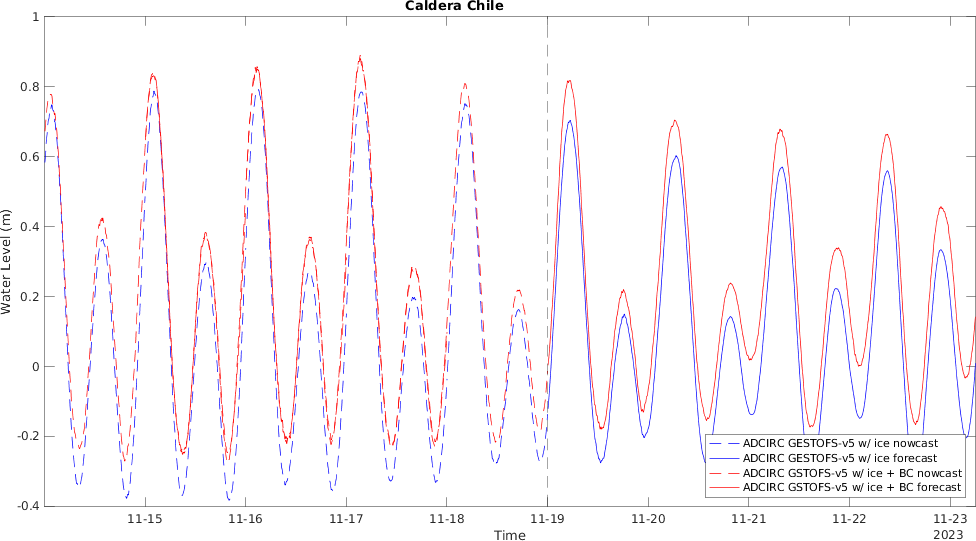 Caldera Chile
1
0.8
0.6
0.4
0.2
0
-0.2
-0.4
Water Level (m)
11-15
11-16
11-17
11-18
11-19
11-20
11-21
11-22
11-23
2023
Time
ADCIRC GESTOFS-v5 w/ ice nowcast
ADCIRC GESTOFS-v5 w/ ice forecast
ADCIRC GSTOFS-v5 w/ ice + BC nowcast
ADCIRC GSTOFS-v5 w/ ice + BC forecast